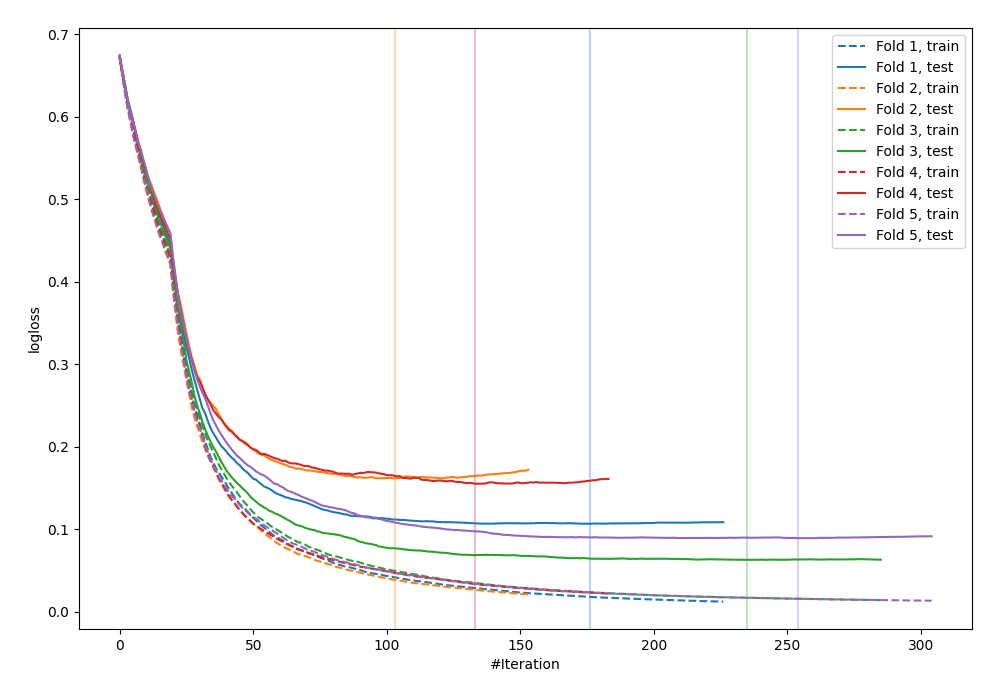 0.7
0.6
0.5
0.4
0.3
0.2
0.1
0.0
logloss
0
50
100
150
200
250
300
#Iteration
Fold 1, train
Fold 1, test
Fold 2, train
Fold 2, test
Fold 3, train
Fold 3, test
Fold 4, train
Fold 4, test
Fold 5, train
Fold 5, test